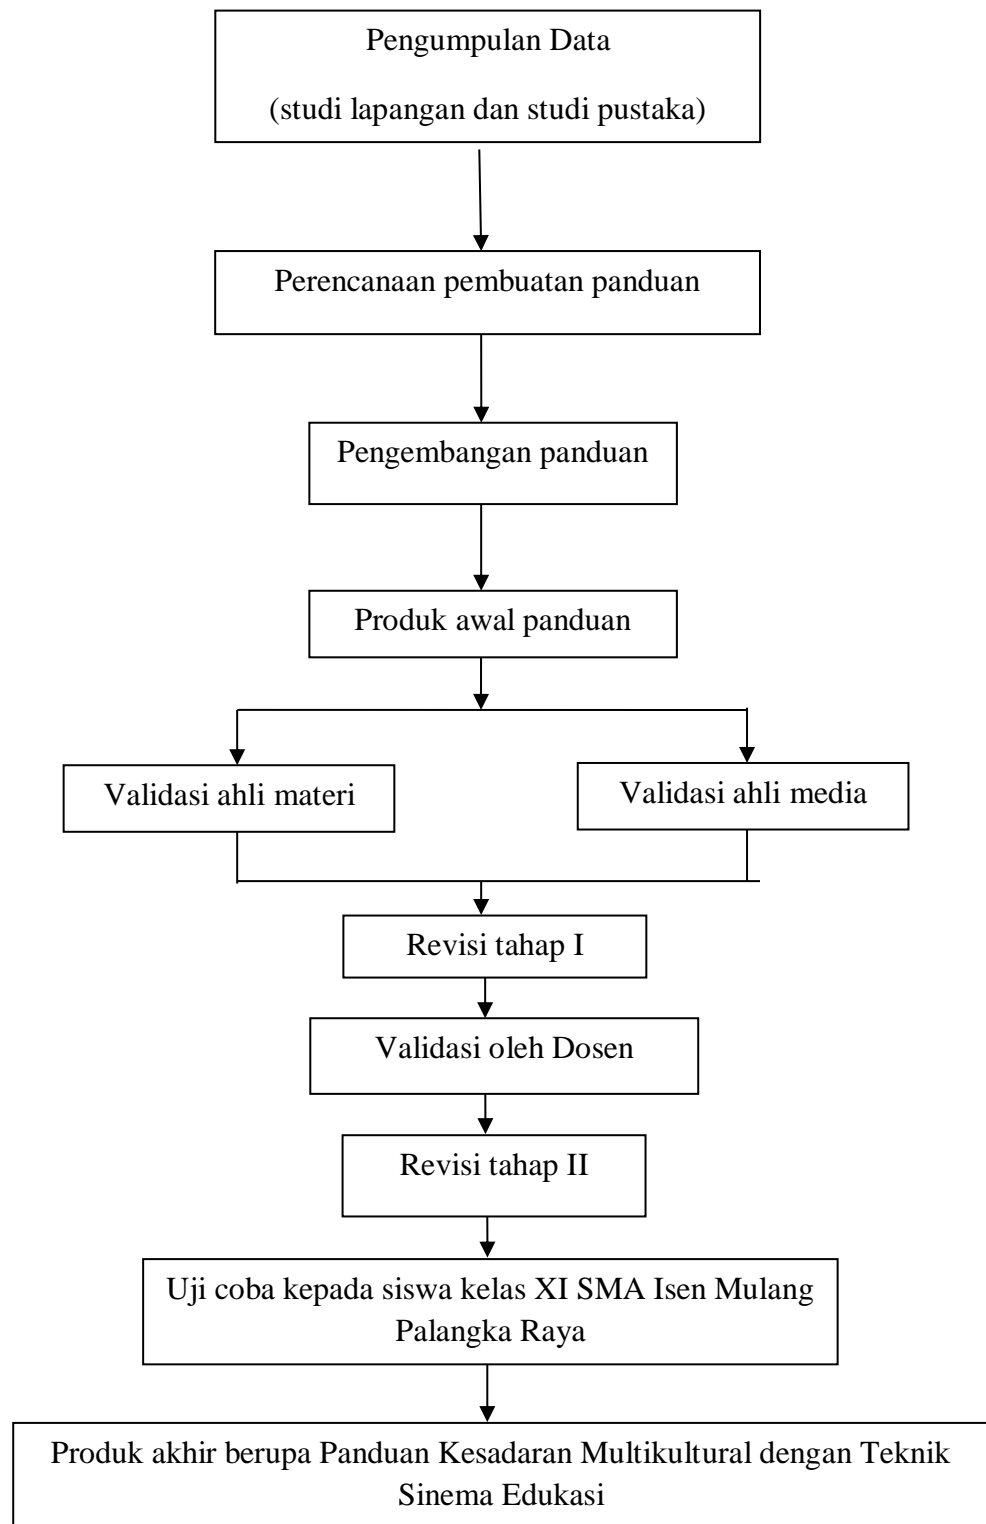 Pengumpulan Data
(studi lapangan dan studi pustaka)
Perencanaan pembuatan panduan
Pengembangan panduan
Produk awal panduan
Validasi ahli materi
Validasi ahli media
Revisi tahap I
Validasi oleh Dosen
Revisi tahap II
Uji coba kepada siswa kelas XI SMA Isen Mulang
Palangka Raya
Produk akhir berupa Panduan Kesadaran Multikultural dengan Teknik
Sinema Edukasi